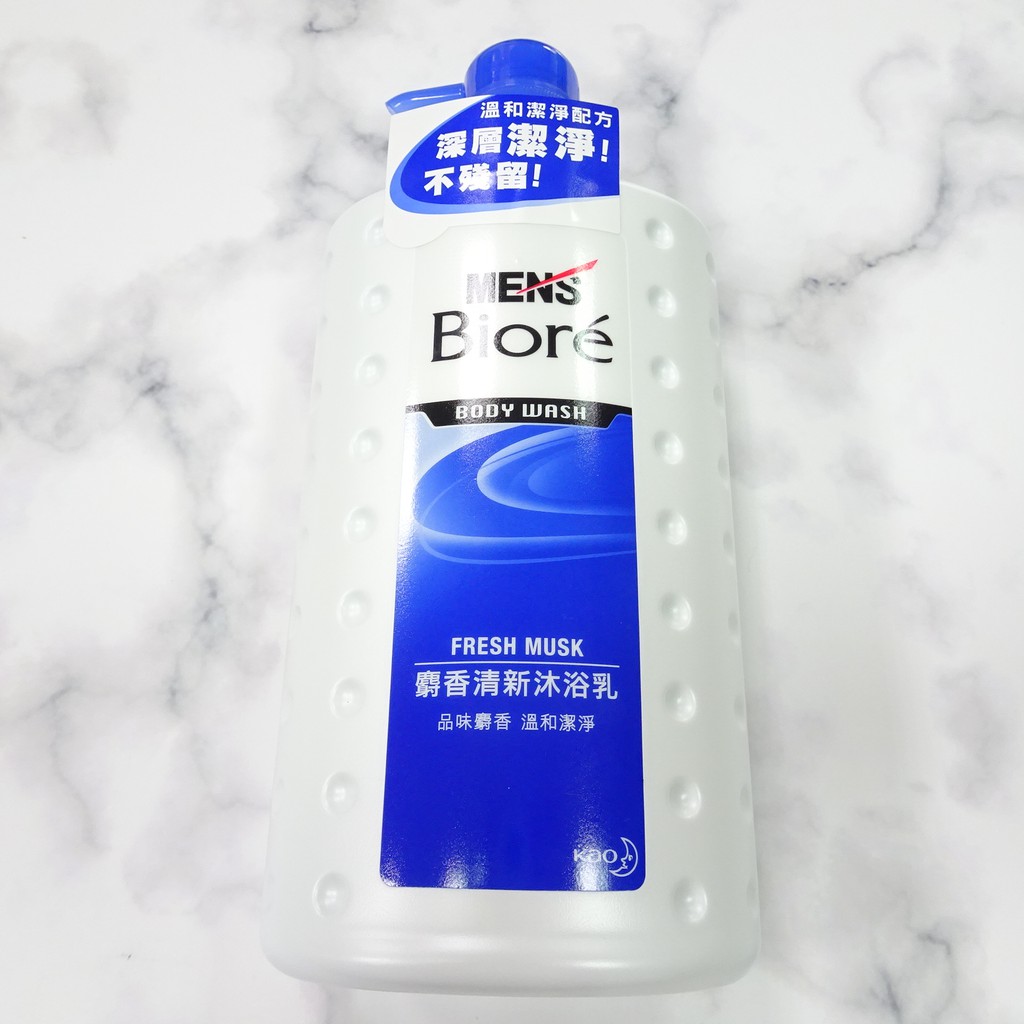 溫和潔淨配方
深層潔淨!
不殘留!
MEN'S
Bioré
BODY WASH
FRESH MUSK
麝香清新沐浴乳
品味麝香 溫和潔淨
Kao